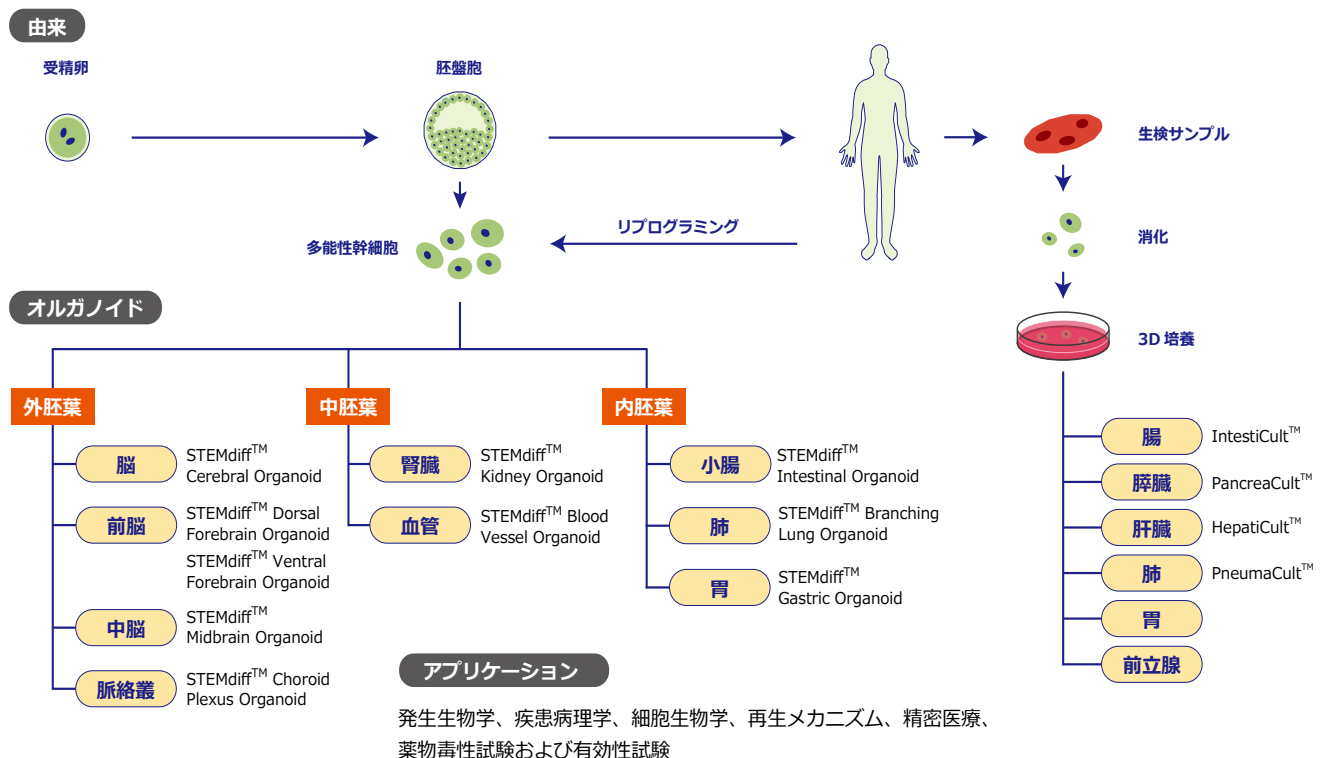 由来
受精卵
胚盤胞
生検サンプル
リプログラミング
多能性幹細胞
消化
オルガノイド
3D 培養
外胚葉
脳
STEMdiff™
Cerebral Organoid
前脳
STEMdiff™ Dorsal
Forebrain Organoid
STEMdiff™ Ventral
Forebrain Organoid
中脳
STEMdiff™
Midbrain Organoid
脈絡叢
STEMdiff™ Choroid
Plexus Organoid
中胚葉
腎臓
STEMdiff™
Kidney Organoid
血管
STEMdiff™ Blood
Vessel Organoid
内胚葉
小腸
STEMdiff™
Intestinal Organoid
肺
STEMdiff™ Branching
Lung Organoid
胃
STEMdiff™
Gastric Organoid
腸
IntestiCult™
膵臓
PancreaCult™
肝臓
HepatiCult™
肺
PneumaCult™
胃
前立腺
アプリケーション
発生生物学、疾患病理学、細胞生物学、再生メカニズム、精密医療、
薬物毒性試験および有効性試験